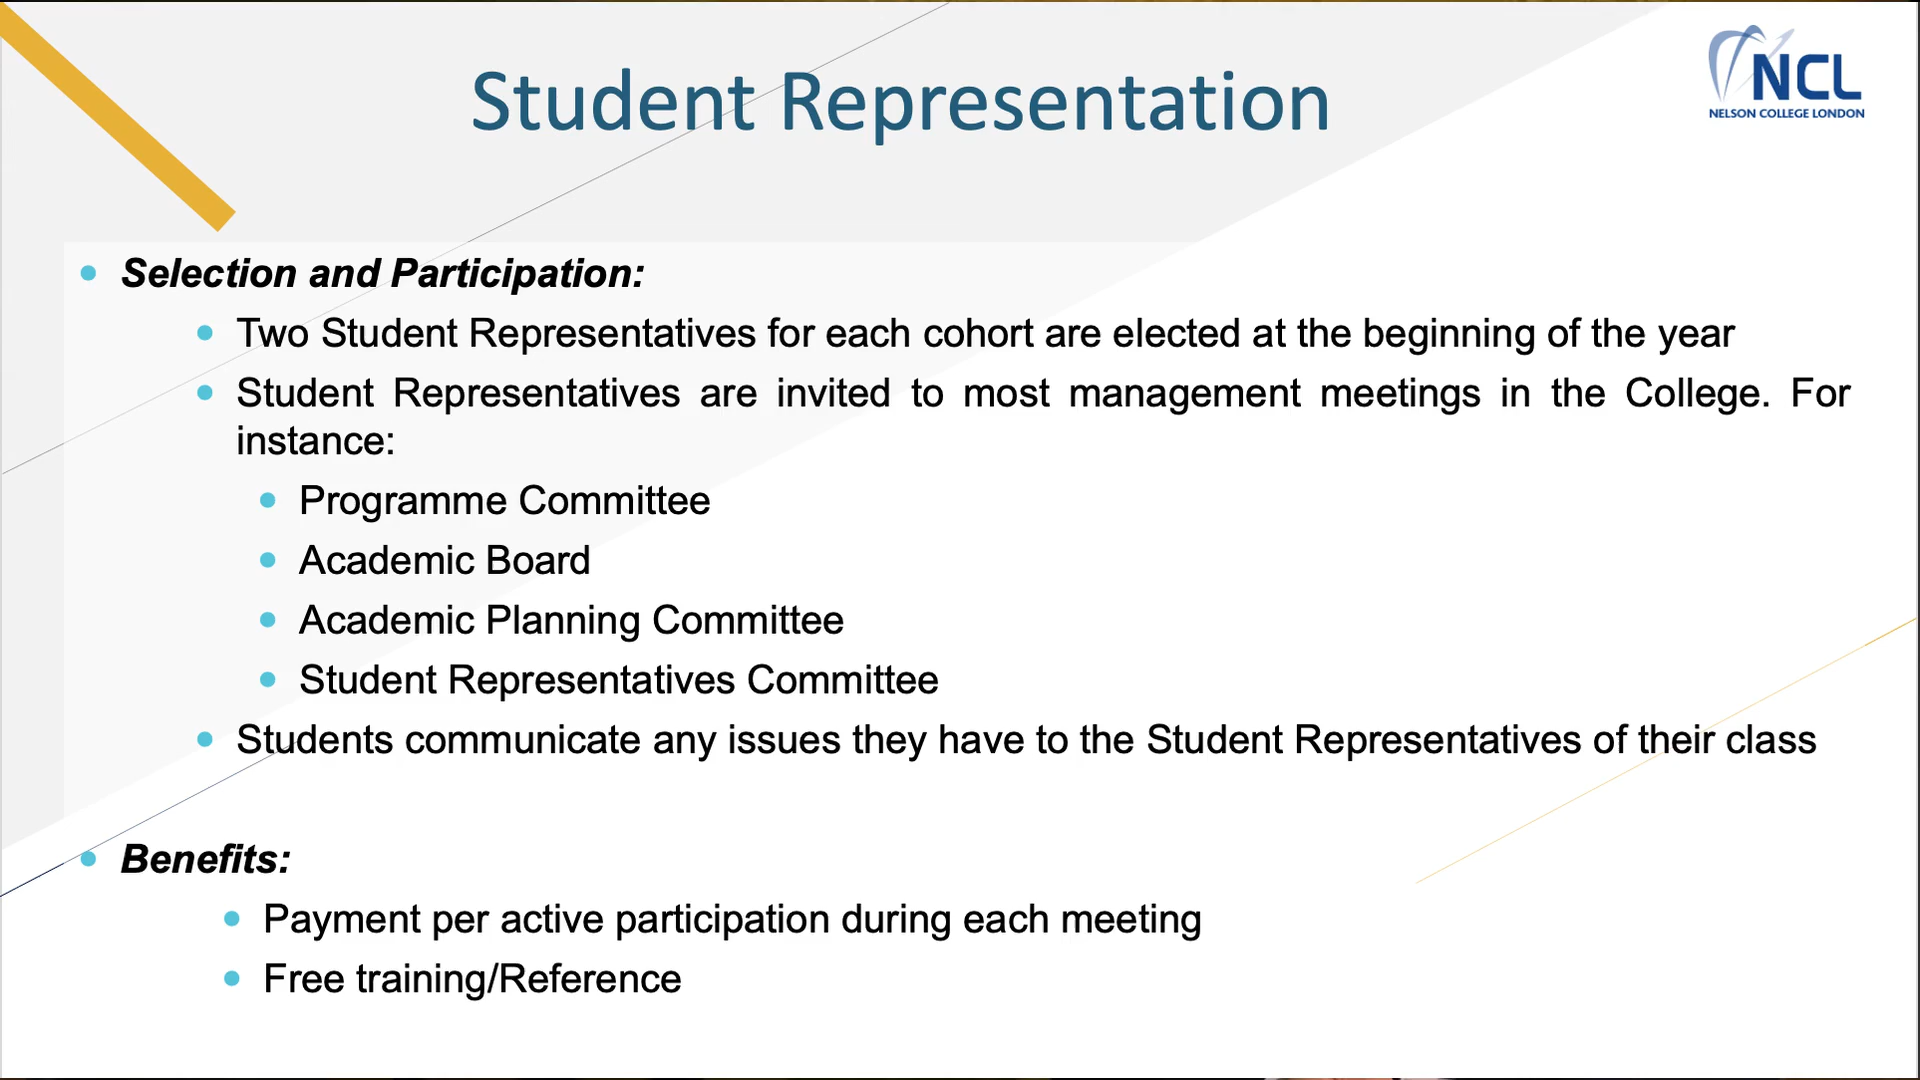 Student Representation
NCL
NELSON COLLEGE LONDON
Selection and Participation:
Two Student Representatives for each cohort are elected at the beginning of the year
Student Representatives are invited to most management meetings in the College. For
instance:
Programme Committee
Academic Board
Academic Planning Committee
Student Representatives Committee
Students communicate any issues they have to the Student Representatives of their class
Benefits:
Payment per active participation during each meeting
Free training/Reference